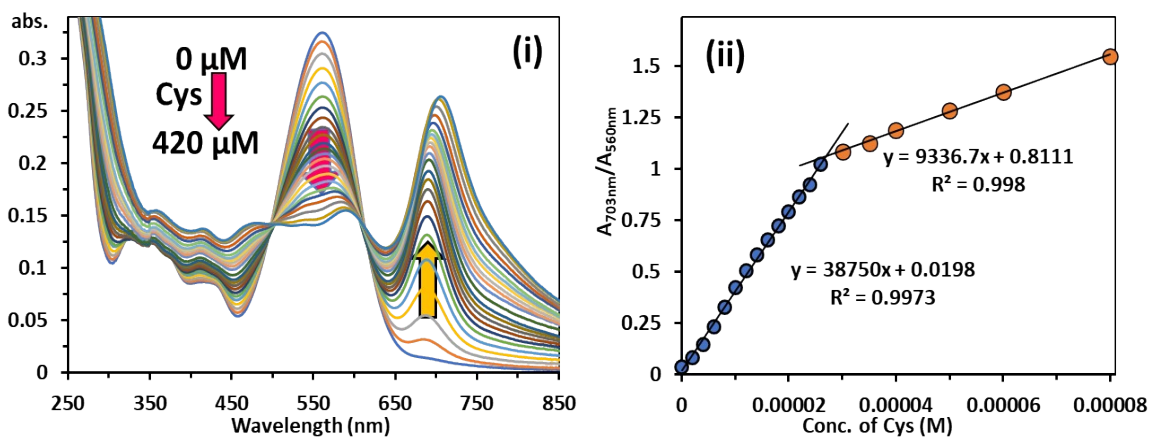 abs.
(i)
0 µM
Cys
420 µM
0.3
0.25
0.2
0.15
0.1
0.05
0
250 350 450 550 650 750 850
Wavelength (nm)
(ii)
A703nm/A560nm
1.5
1.25
1
0.75
0.5
0.25
0
y = 9336.7x + 0.8111
R² = 0.998
y = 38750x + 0.0198
R² = 0.9973
0 0.00002 0.00004 0.00006 0.00008
Conc. of Cys (M)